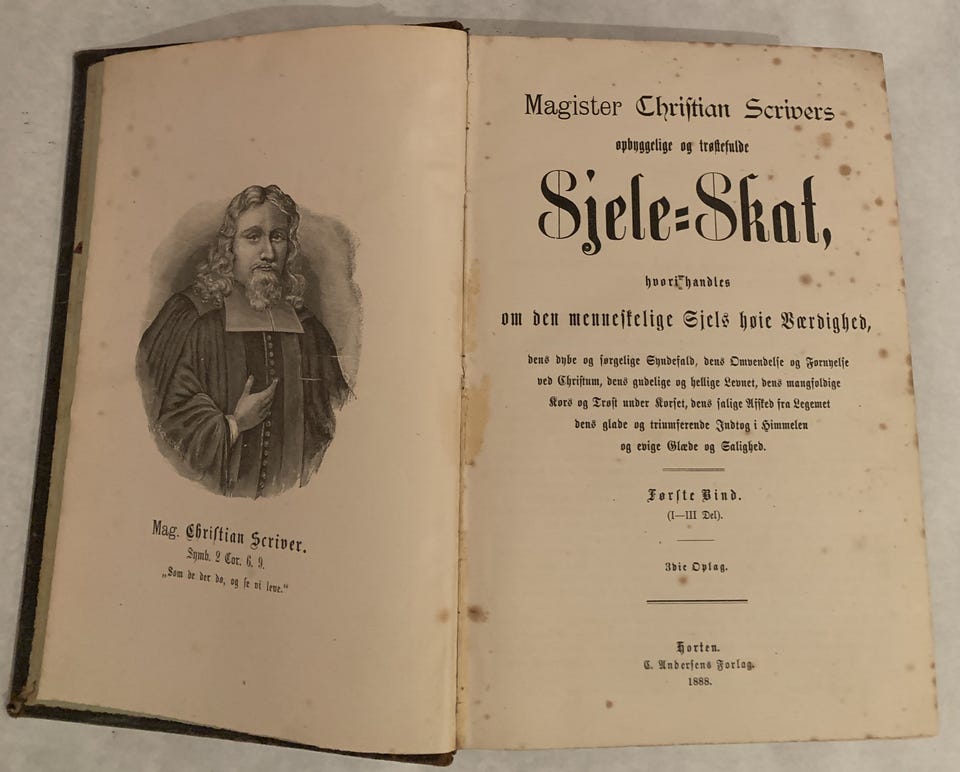 Mag. Christian Scriver.
Symb. 2 Cor. 6. 9.
„Som de der dø, og se vi leve.“
Magister Christian Scrivers
opbyggelige og trøstefulde
Sjele=Skat,
hvori handles
om den menneskelige Sjels høie Værdighed,
dens dybe og sørgelige Syndefald, dens Omvendelse og Fornyelse
ved Christum, dens gudelige og hellige Levnet, dens mangfoldige
Kors og Trøst under Korset, dens salige Afsked fra Legemet
dens glade og triumferende Indtog i Himmelen
og evige Glæde og Salighed.
Første Bind.
(I—III Del).
3die Oplag.
Horten.
C. Andersens Forlag.
1888.